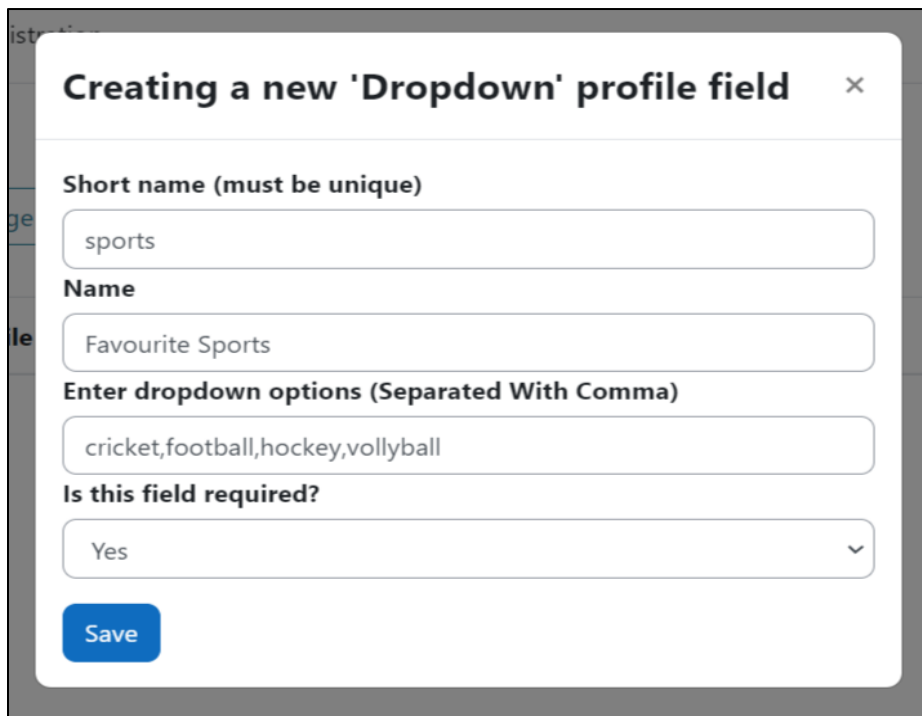 Creating a new 'Dropdown' profile field ×
Short name (must be unique)
sports
Name
Favourite Sports
Enter dropdown options (Separated With Comma)
cricket,football,hockey,vollyball
Is this field required?
Yes
Save